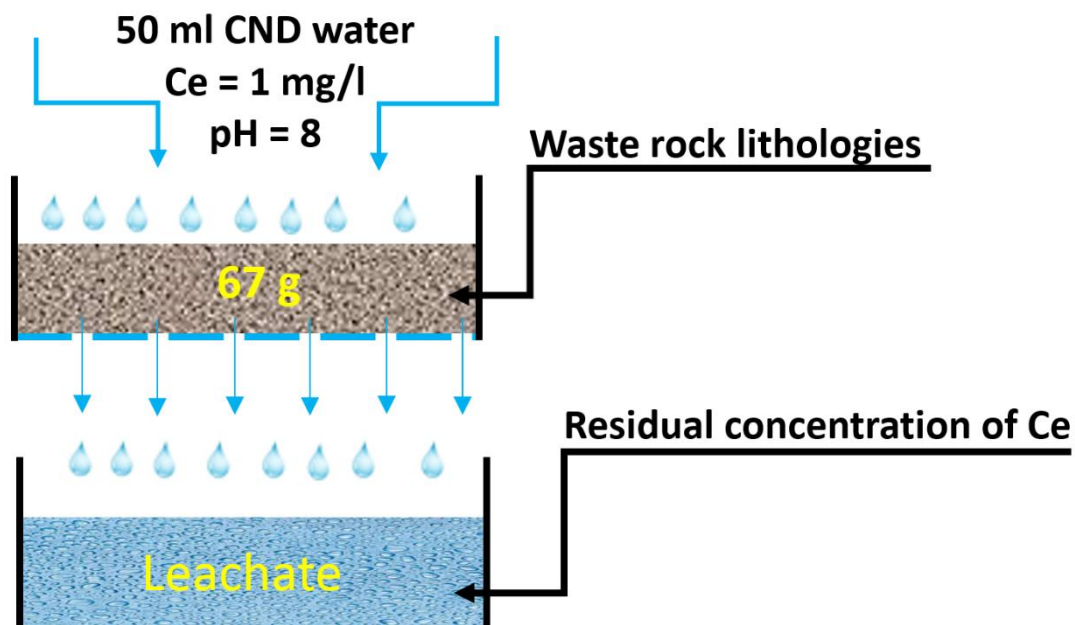 50 ml CND water
Ce = 1 mg/l
pH = 8
Waste rock lithologies
67 g
Residual concentration of Ce
Leachate